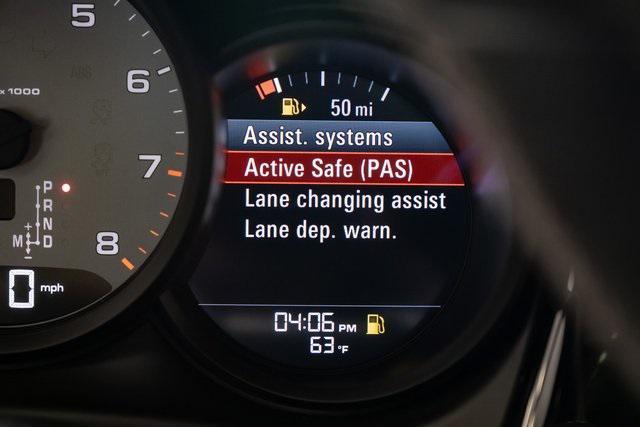 5
6
x 1000
7
8
P
R
N
M D
+
-
0 mph
50 mi
Assist. systems
Active Safe (PAS)
Lane changing assist
Lane dep. warn.
04:06 PM
63 °F